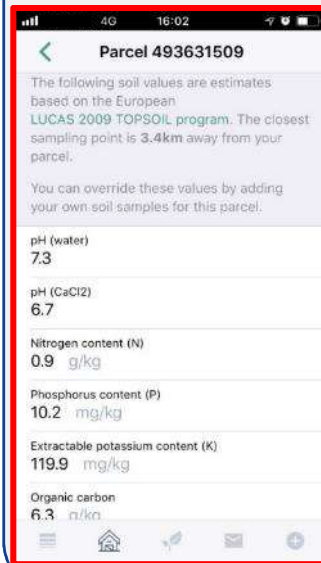 4G 16:02
Parcel 493631509
The following soil values are estimates
based on the European
LUCAS 2009 TOPSOIL program. The closest
sampling point is 3.4km away from your
parcel.
You can override these values by adding
your own soil samples for this parcel.
pH (water)
7.3
pH (CaCl2)
6.7
Nitrogen content (N)
0.9 g/kg
Phosphorus content (P)
10.2 mg/kg
Extractable potassium content (K)
119.9 mg/kg
Organic carbon
6.3 g/kg